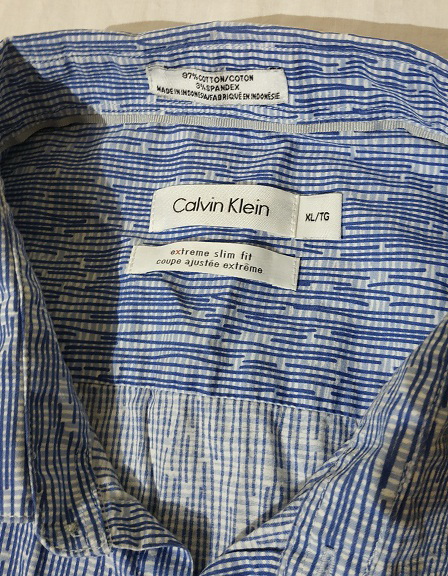 97% COTTON/COTON
3% SPANDEX
MADE IN INDONESIA/FABRIQUÉ EN INDONÉSIE
Calvin Klein
XL/TG
extreme slim fit
coupe ajustée extrême